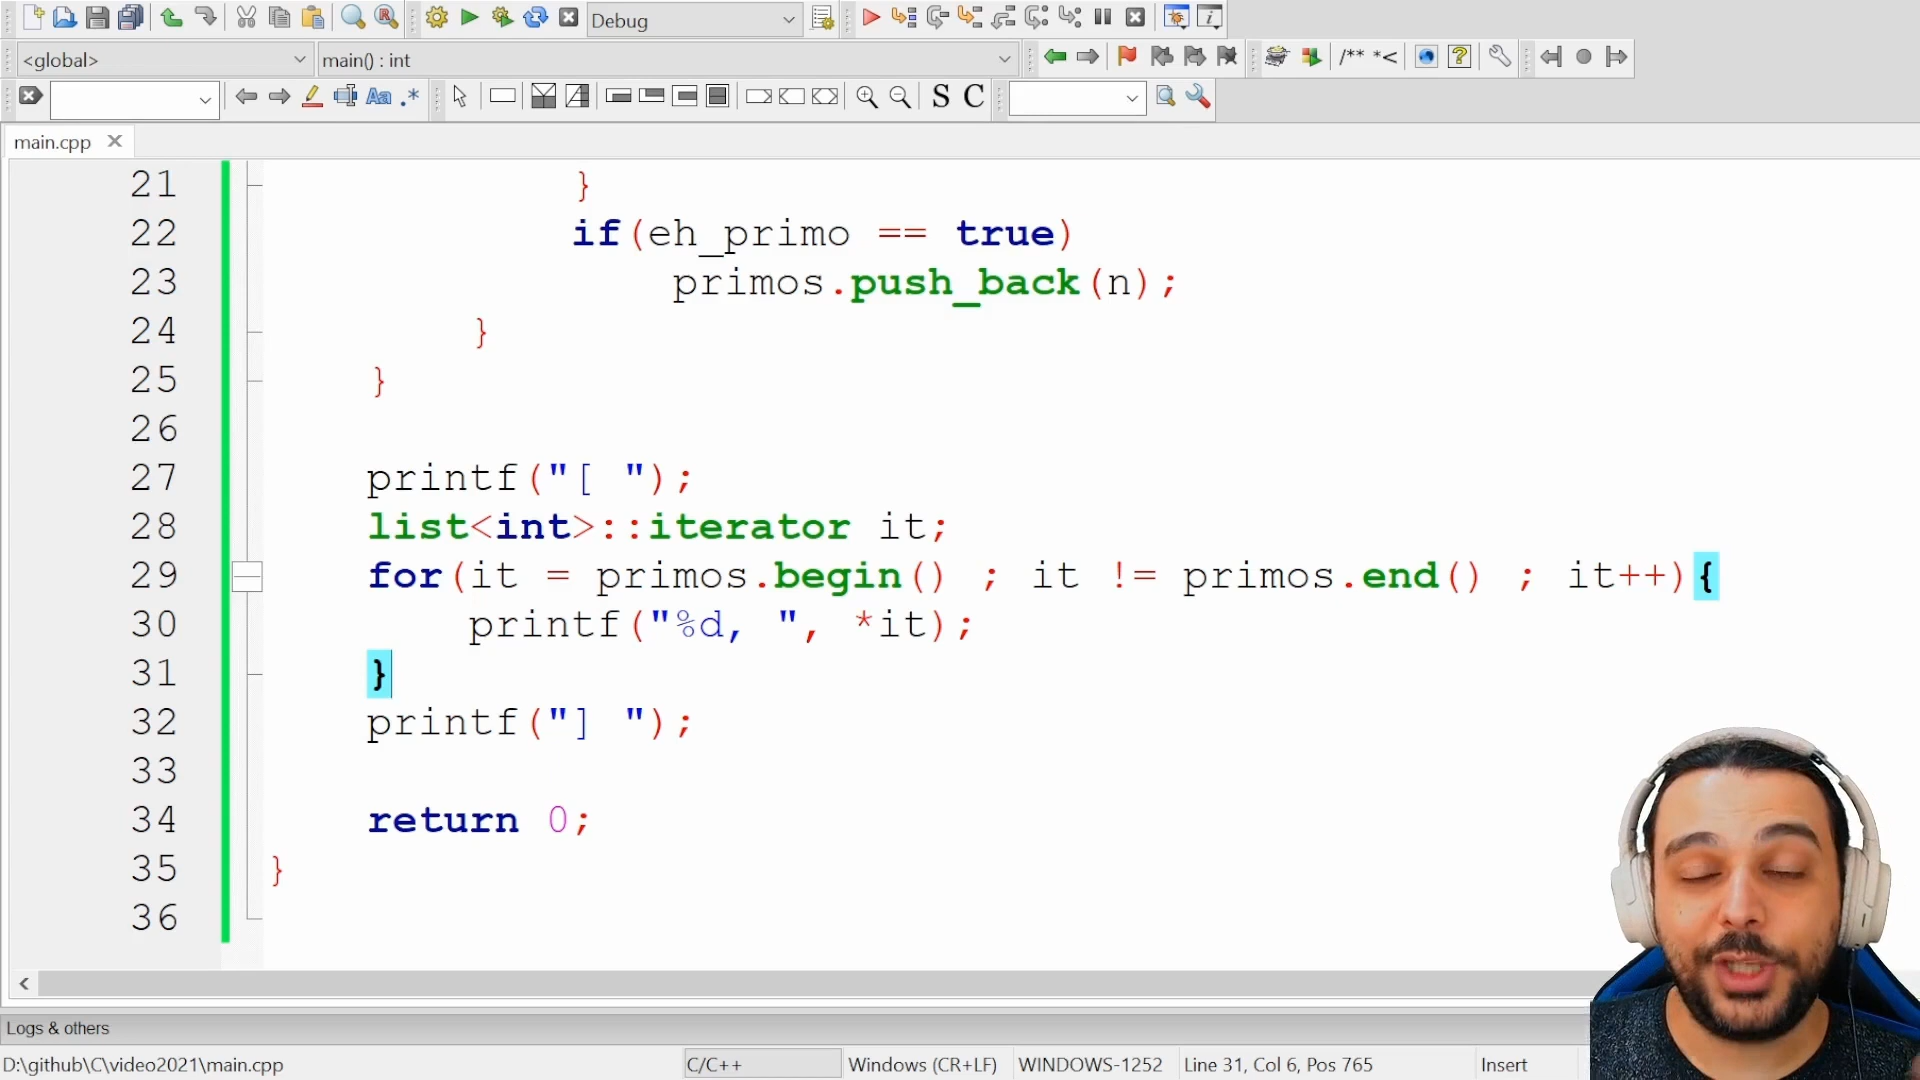 Debug
<global>
main() : int
/** *<
Aa .*
S C
main.cpp
21 }
22 if(eh_primo == true)
23 primos.push_back(n);
24 }
25 }
26
27 printf("[ ");
28 list<int>::iterator it;
29 for(it = primos.begin() ; it != primos.end() ; it++){
30 printf("%d, ", *it);
31 }
32 printf("] ");
33
34 return 0;
35 }
36
Logs & others
D:\github\C\video2021\main.cpp C/C++ Windows (CR+LF) WINDOWS-1252 Line 31, Col 6, Pos 765 Insert